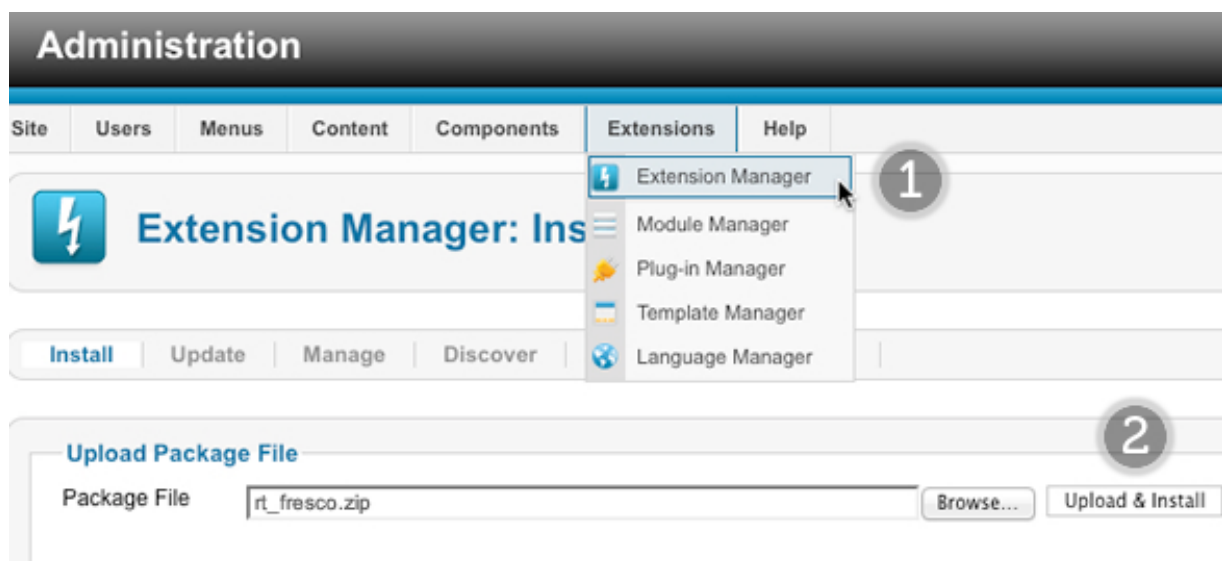 Administration
Site Users Menus Content Components Extensions Help
Extension Manager
1
Extension Manager: Ins
Module Manager
Plug-in Manager
Template Manager
Language Manager
Install Update Manage Discover
2
Upload Package File
Package File rt_fresco.zip Browse... Upload & Install